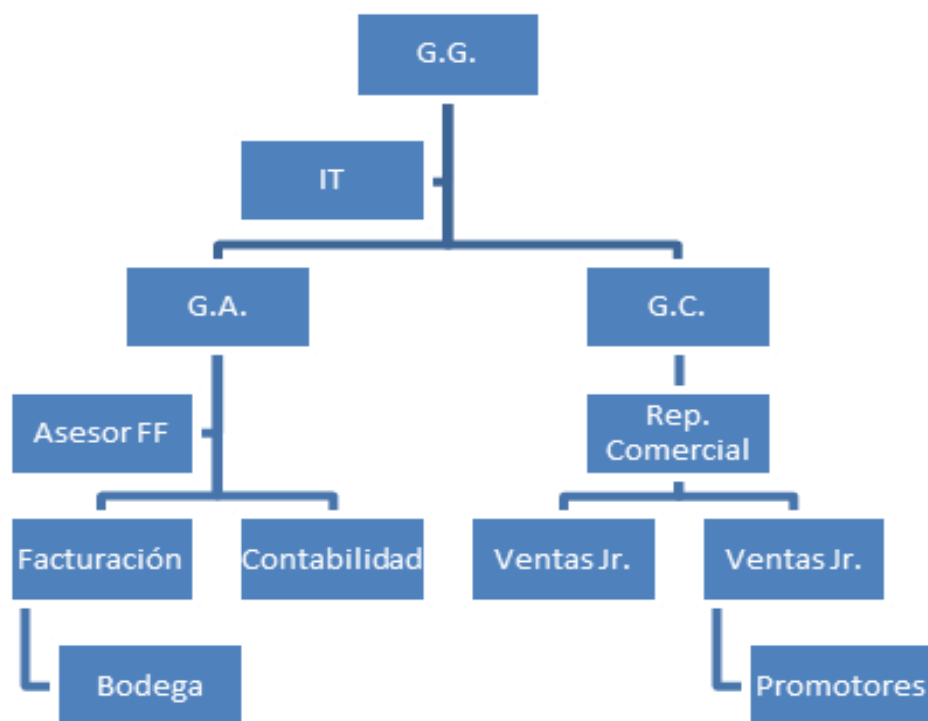 G.G.
IT
G.A.
G.C.
Asesor FF
Rep.
Comercial
Facturación
Contabilidad
Ventas Jr.
Ventas Jr.
Bodega
Promotores